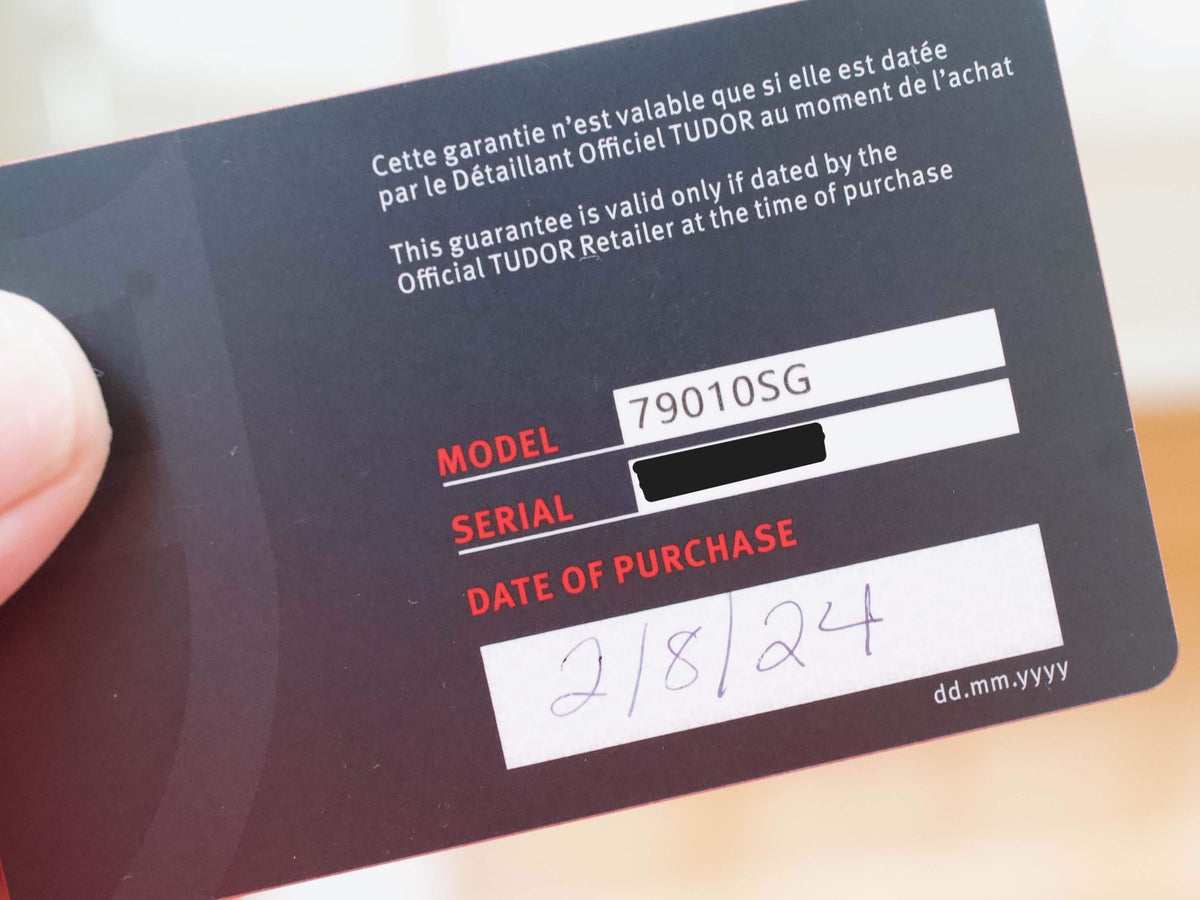 Cette garantie n’est valable que si elle est datée
par le Détaillant Officiel TUDOR au moment de l’achat
This guarantee is valid only if dated by the
Official TUDOR Retailer at the time of purchase
MODEL 79010SG
SERIAL
DATE OF PURCHASE
2/8/24
dd.mm.yyyy